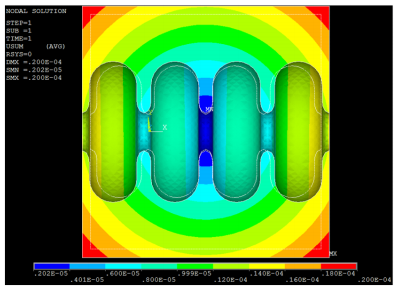 NODAL SOLUTION
STEP=1
SUB =1
TIME=1
USUM (AVG)
RSYS=0
DMX =.200E-04
SMN =.202E-05
SMX =.200E-04
MN
X
MX
.202E-05 .600E-05 .999E-05 .140E-04 .180E-04
.401E-05 .800E-05 .120E-04 .160E-04 .200E-04